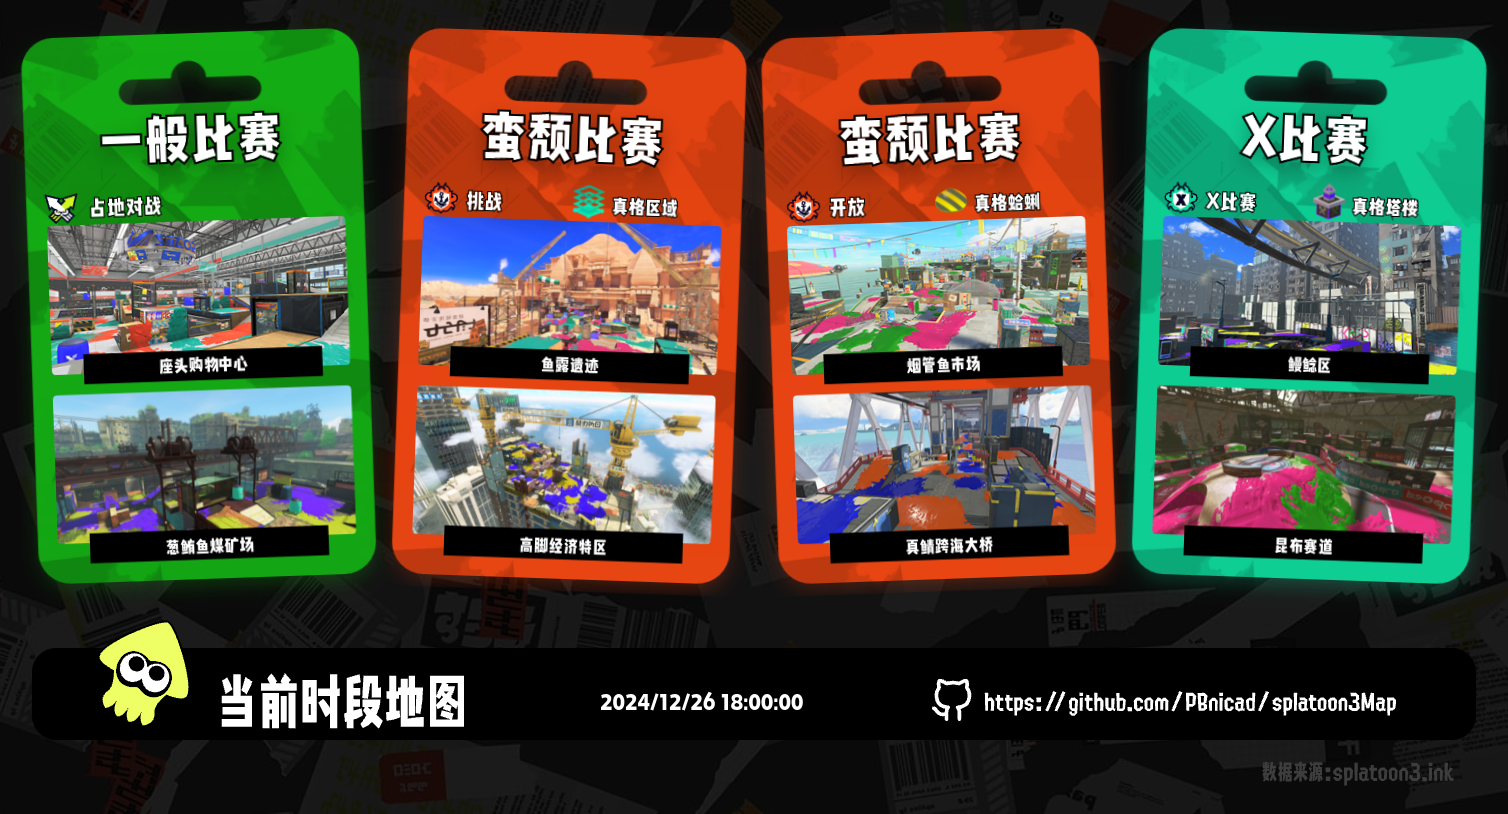 一般比赛
占地对战
座头购物中心
葱鲔鱼煤矿场
蛮颓比赛
挑战
真格区域
鱼露遗迹
高脚经济特区
蛮颓比赛
开放
真格蛤蜊
烟管鱼市场
真鲭跨海大桥
X比赛
X比赛
真格塔楼
鳗鲶区
昆布赛道
当前时段地图
2024/12/26 18:00:00
https://github.com/PBnicad/splatoon3Map
数据来源:splatoon3.ink